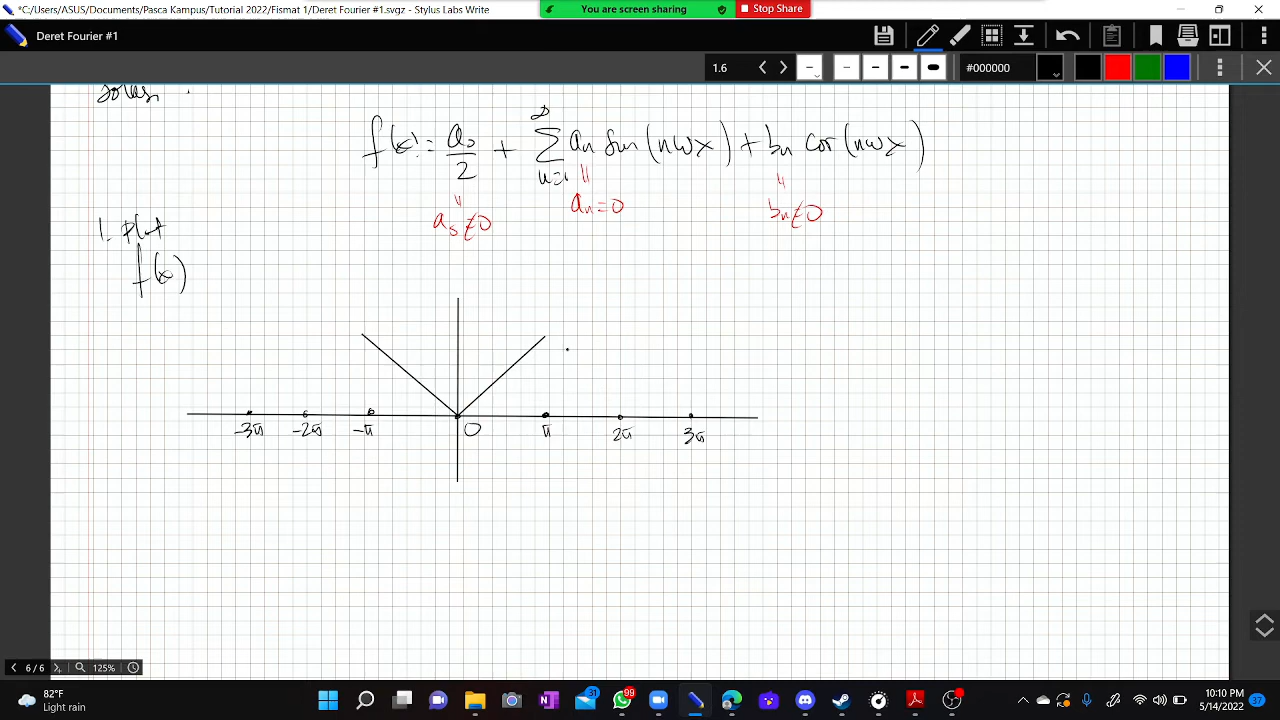 *C:/Users/ASUS/Documents/Pasca Kampus/Tutorial 2022/Fismat 1/Deret Fourier #1.svgz - Stylus Labs Write
You are screen sharing
Stop Share
Deret Fourier #1
1.6
#000000
f(x) = a₀/2 + ∑ₙ₌₁^∞ aₙ sin(nωx) + bₙ cos(nωx)
a₀≠0
aₙ=0
bₙ≠0
1. Plot
f(x)
-3π -2π -π 0 π 2π 3π
6/6
125%
82°F
Light rain
31
99
10:10 PM
5/14/2022
37